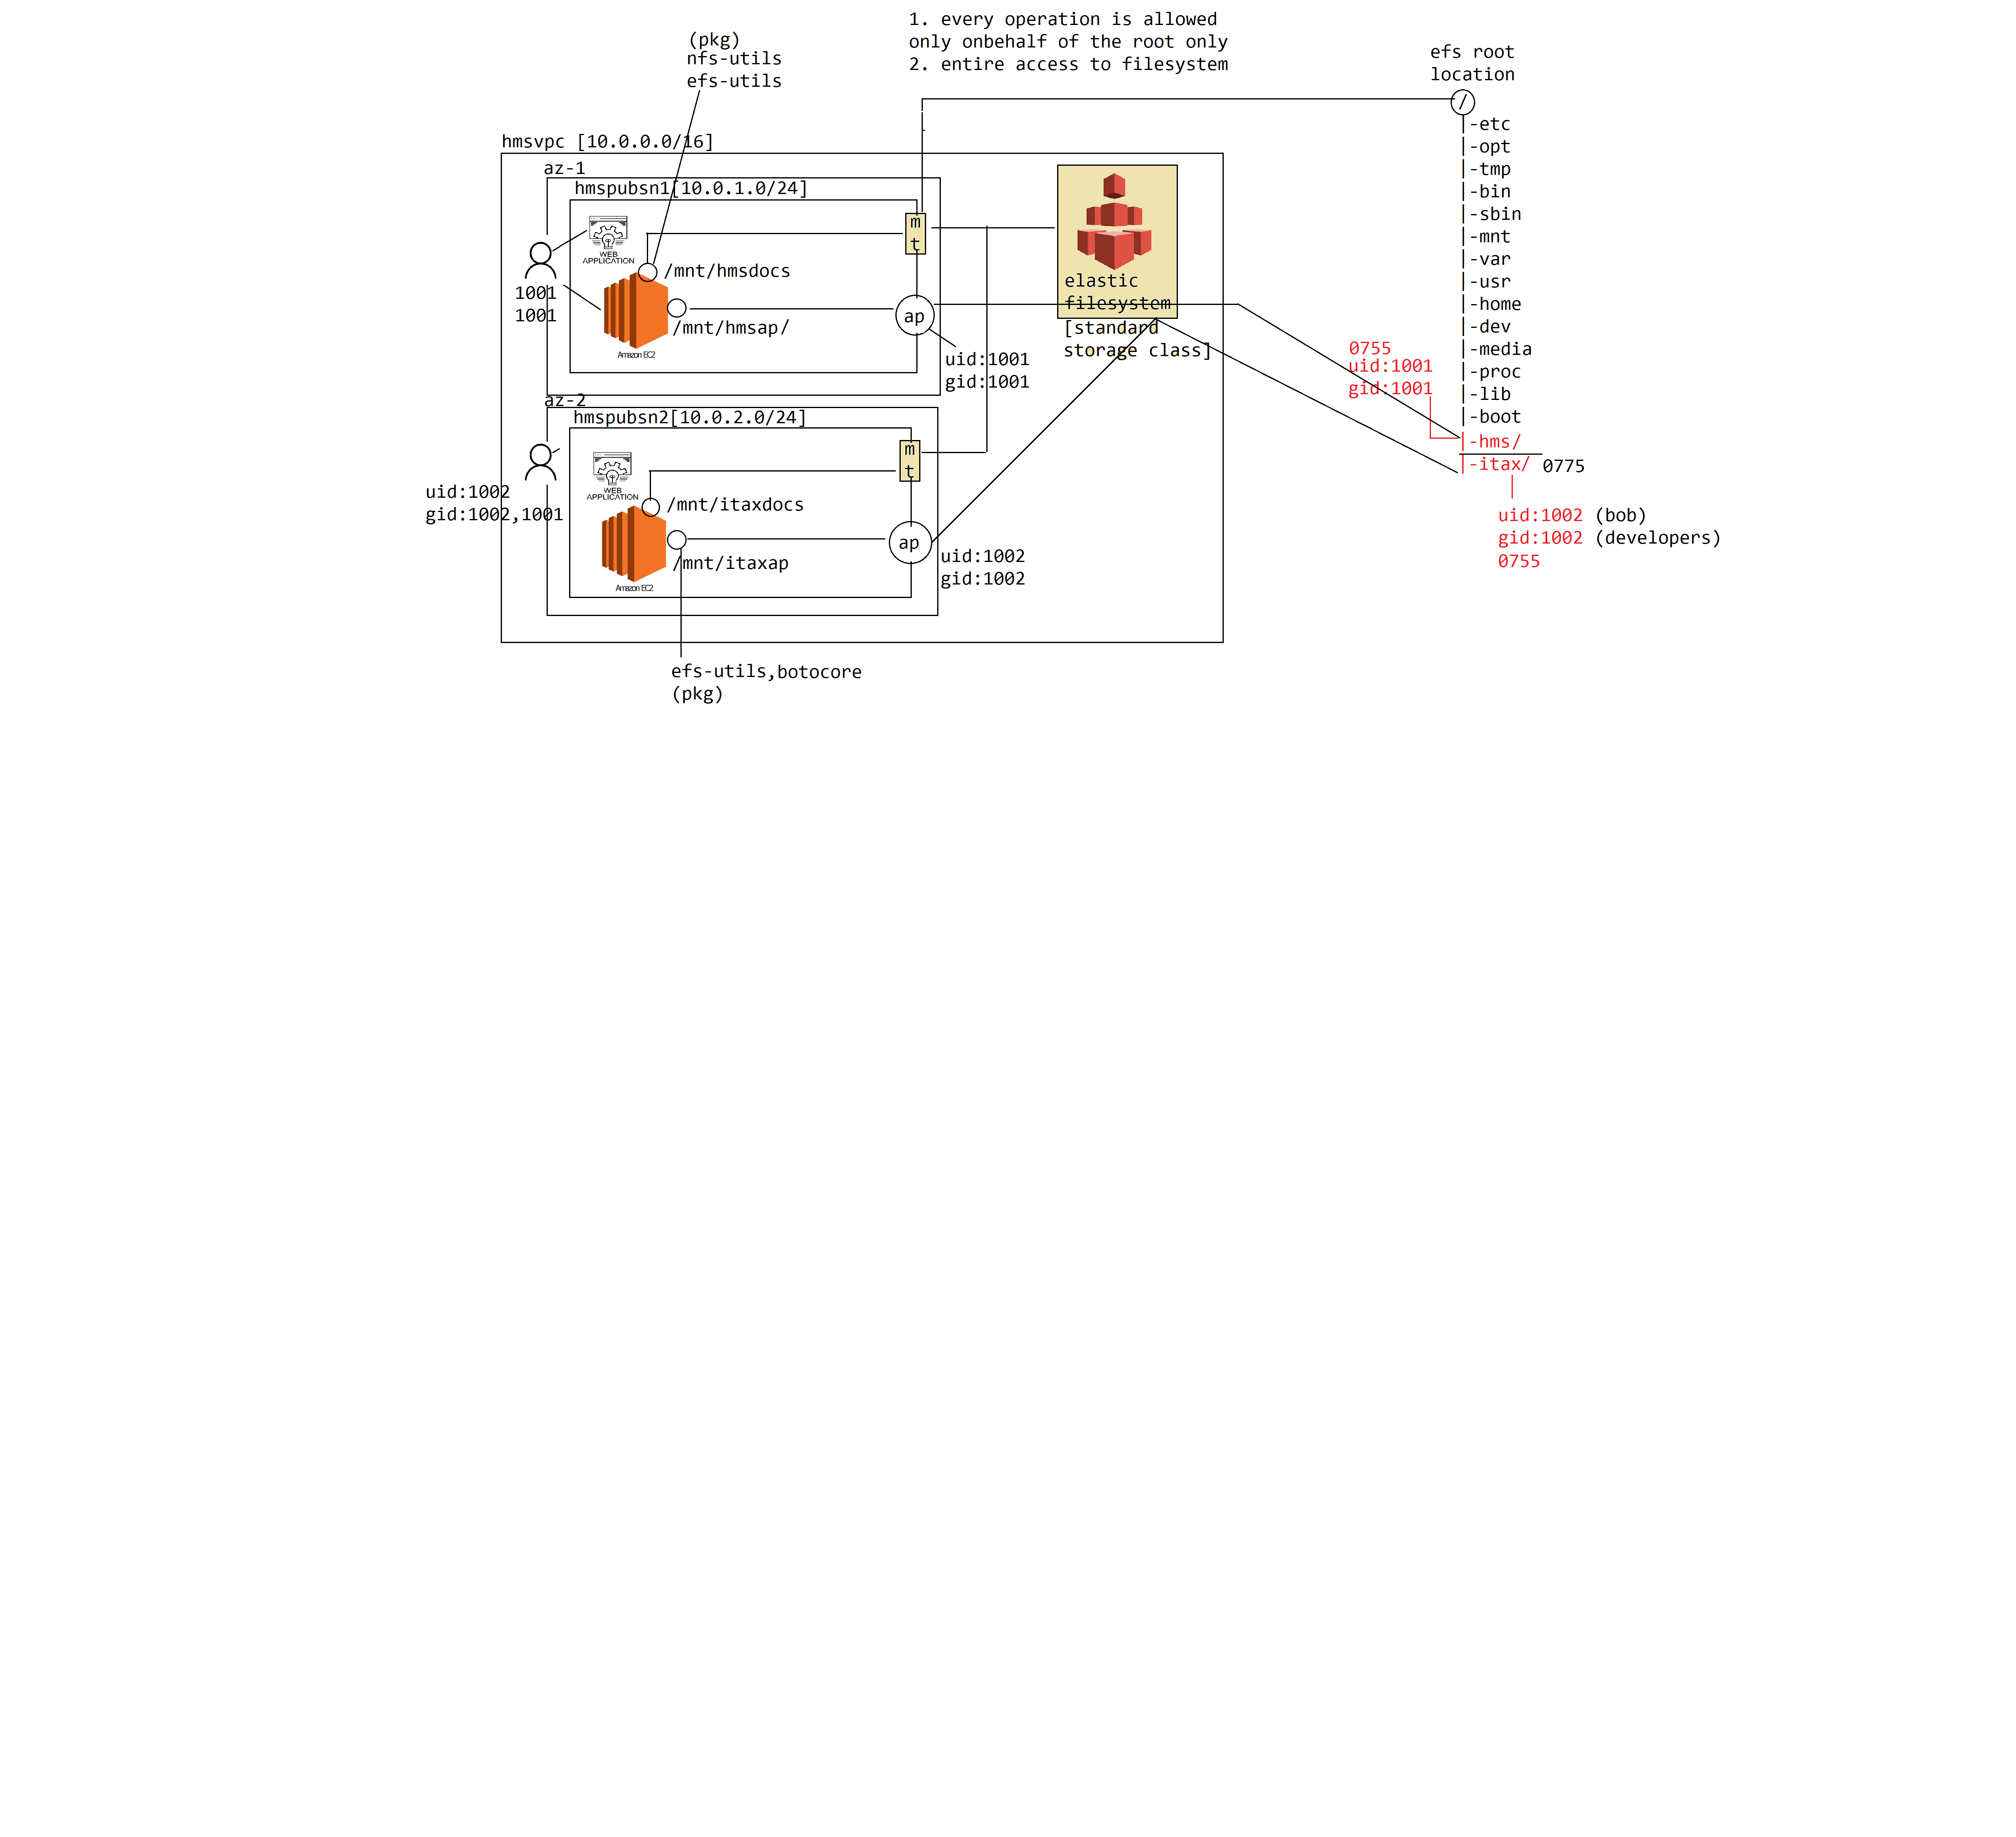 1. every operation is allowed
only onbehalf of the root only
2. entire access to filesystem
(pkg)
nfs-utils
efs-utils
efs root
location
/
|-etc
|-opt
|-tmp
|-bin
|-sbin
|-mnt
|-var
|-usr
|-home
|-dev
|-media
|-proc
|-lib
|-boot
|-hms/
|-itax/ 0775
0755
uid:1001
gid:1001
uid:1002 (bob)
gid:1002 (developers)
0755
hmsvpc [10.0.0.0/16]
az-1
hmspubsn1[10.0.1.0/24]
WEB
APPLICATION
m
t
/mnt/hmsdocs
1001
1001
ap
/mnt/hmsap/
Amazon EC2
uid:1001
gid:1001
elastic
filesystem
[standard
storage class]
az-2
hmspubsn2[10.0.2.0/24]
WEB
APPLICATION
m
t
uid:1002
gid:1002,1001
/mnt/itaxdocs
ap
/mnt/itaxap
Amazon EC2
uid:1002
gid:1002
efs-utils,botocore
(pkg)